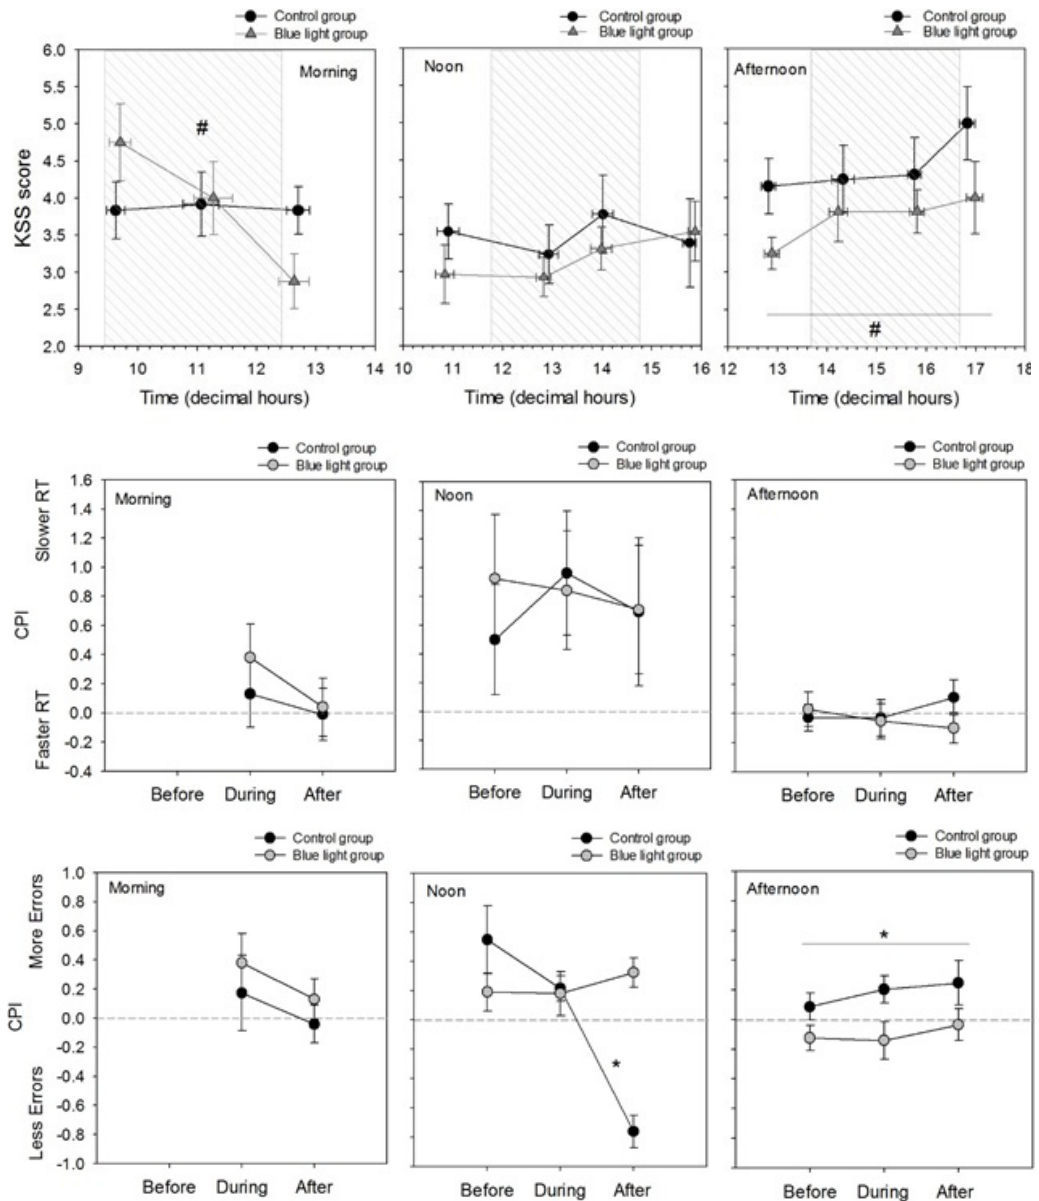 Control group
Blue light group
Control group
Blue light group
Control group
Blue light group
KSS score
6.0
5.5
5.0
4.5
4.0
3.5
3.0
2.5
2.0
Morning
#
9 10 11 12 13 14
Time (decimal hours)
Noon
10 11 12 13 14 15 16
Time (decimal hours)
Afternoon
#
12 13 14 15 16 17 18
Time (decimal hours)
Control group
Blue light group
Control group
Blue light group
Control group
Blue light group
Slower RT
CPI
Faster RT
1.6
1.4
1.2
1.0
0.8
0.6
0.4
0.2
0.0
-0.2
-0.4
Morning
Before During After
Noon
Before During After
Afternoon
Before During After
Control group
Blue light group
Control group
Blue light group
Control group
Blue light group
More Errors
CPI
Less Errors
1.0
0.8
0.6
0.4
0.2
0.0
-0.2
-0.4
-0.6
-0.8
-1.0
Morning
Before During After
Noon
*
Before During After
Afternoon
*
Before During After